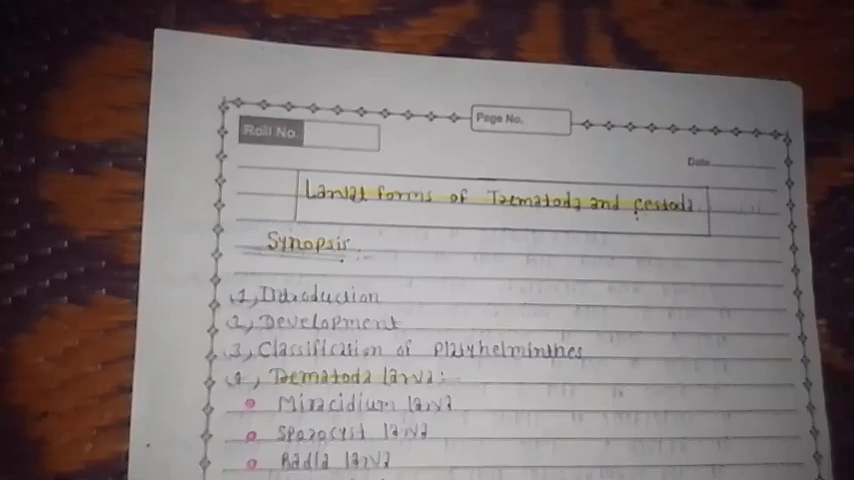 Roll No.
Page No.
Date
Larval forms of Trematoda and cestoda.
Synopsis.
1, Introduction
2, Development
3, Classification of platyhelminthes
4, Trematoda larva:
Miracidium larva
Sporocyst larva
Radia larva